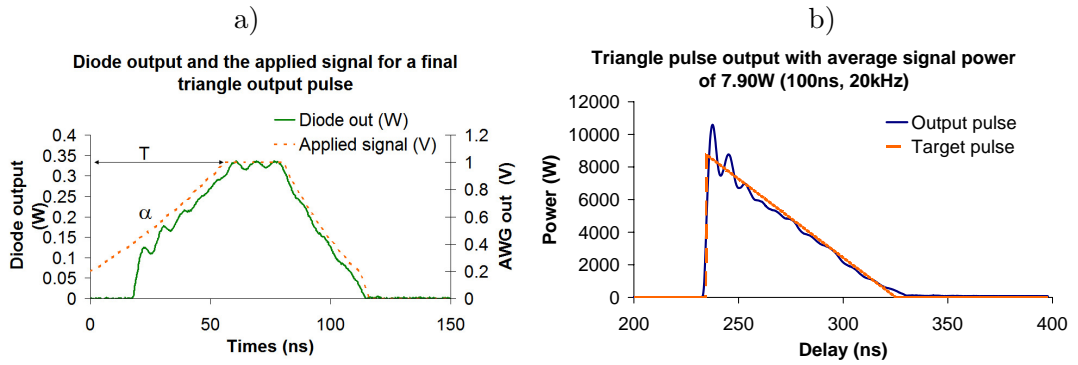 a)
Diode output and the applied signal for a final
triangle output pulse
Diode out (W)
Applied signal (V)
0.4
0.35
0.3
0.25
0.2
0.15
0.1
0.05
0
Diode output
(W)
T
α
1.2
1
0.8
0.6
0.4
0.2
0
AWG out (V)
0
50
100
150
Times (ns)
b)
Triangle pulse output with average signal power
of 7.90W (100ns, 20kHz)
12000
10000
8000
6000
4000
2000
0
Power (W)
Output pulse
Target pulse
200
250
300
350
400
Delay (ns)